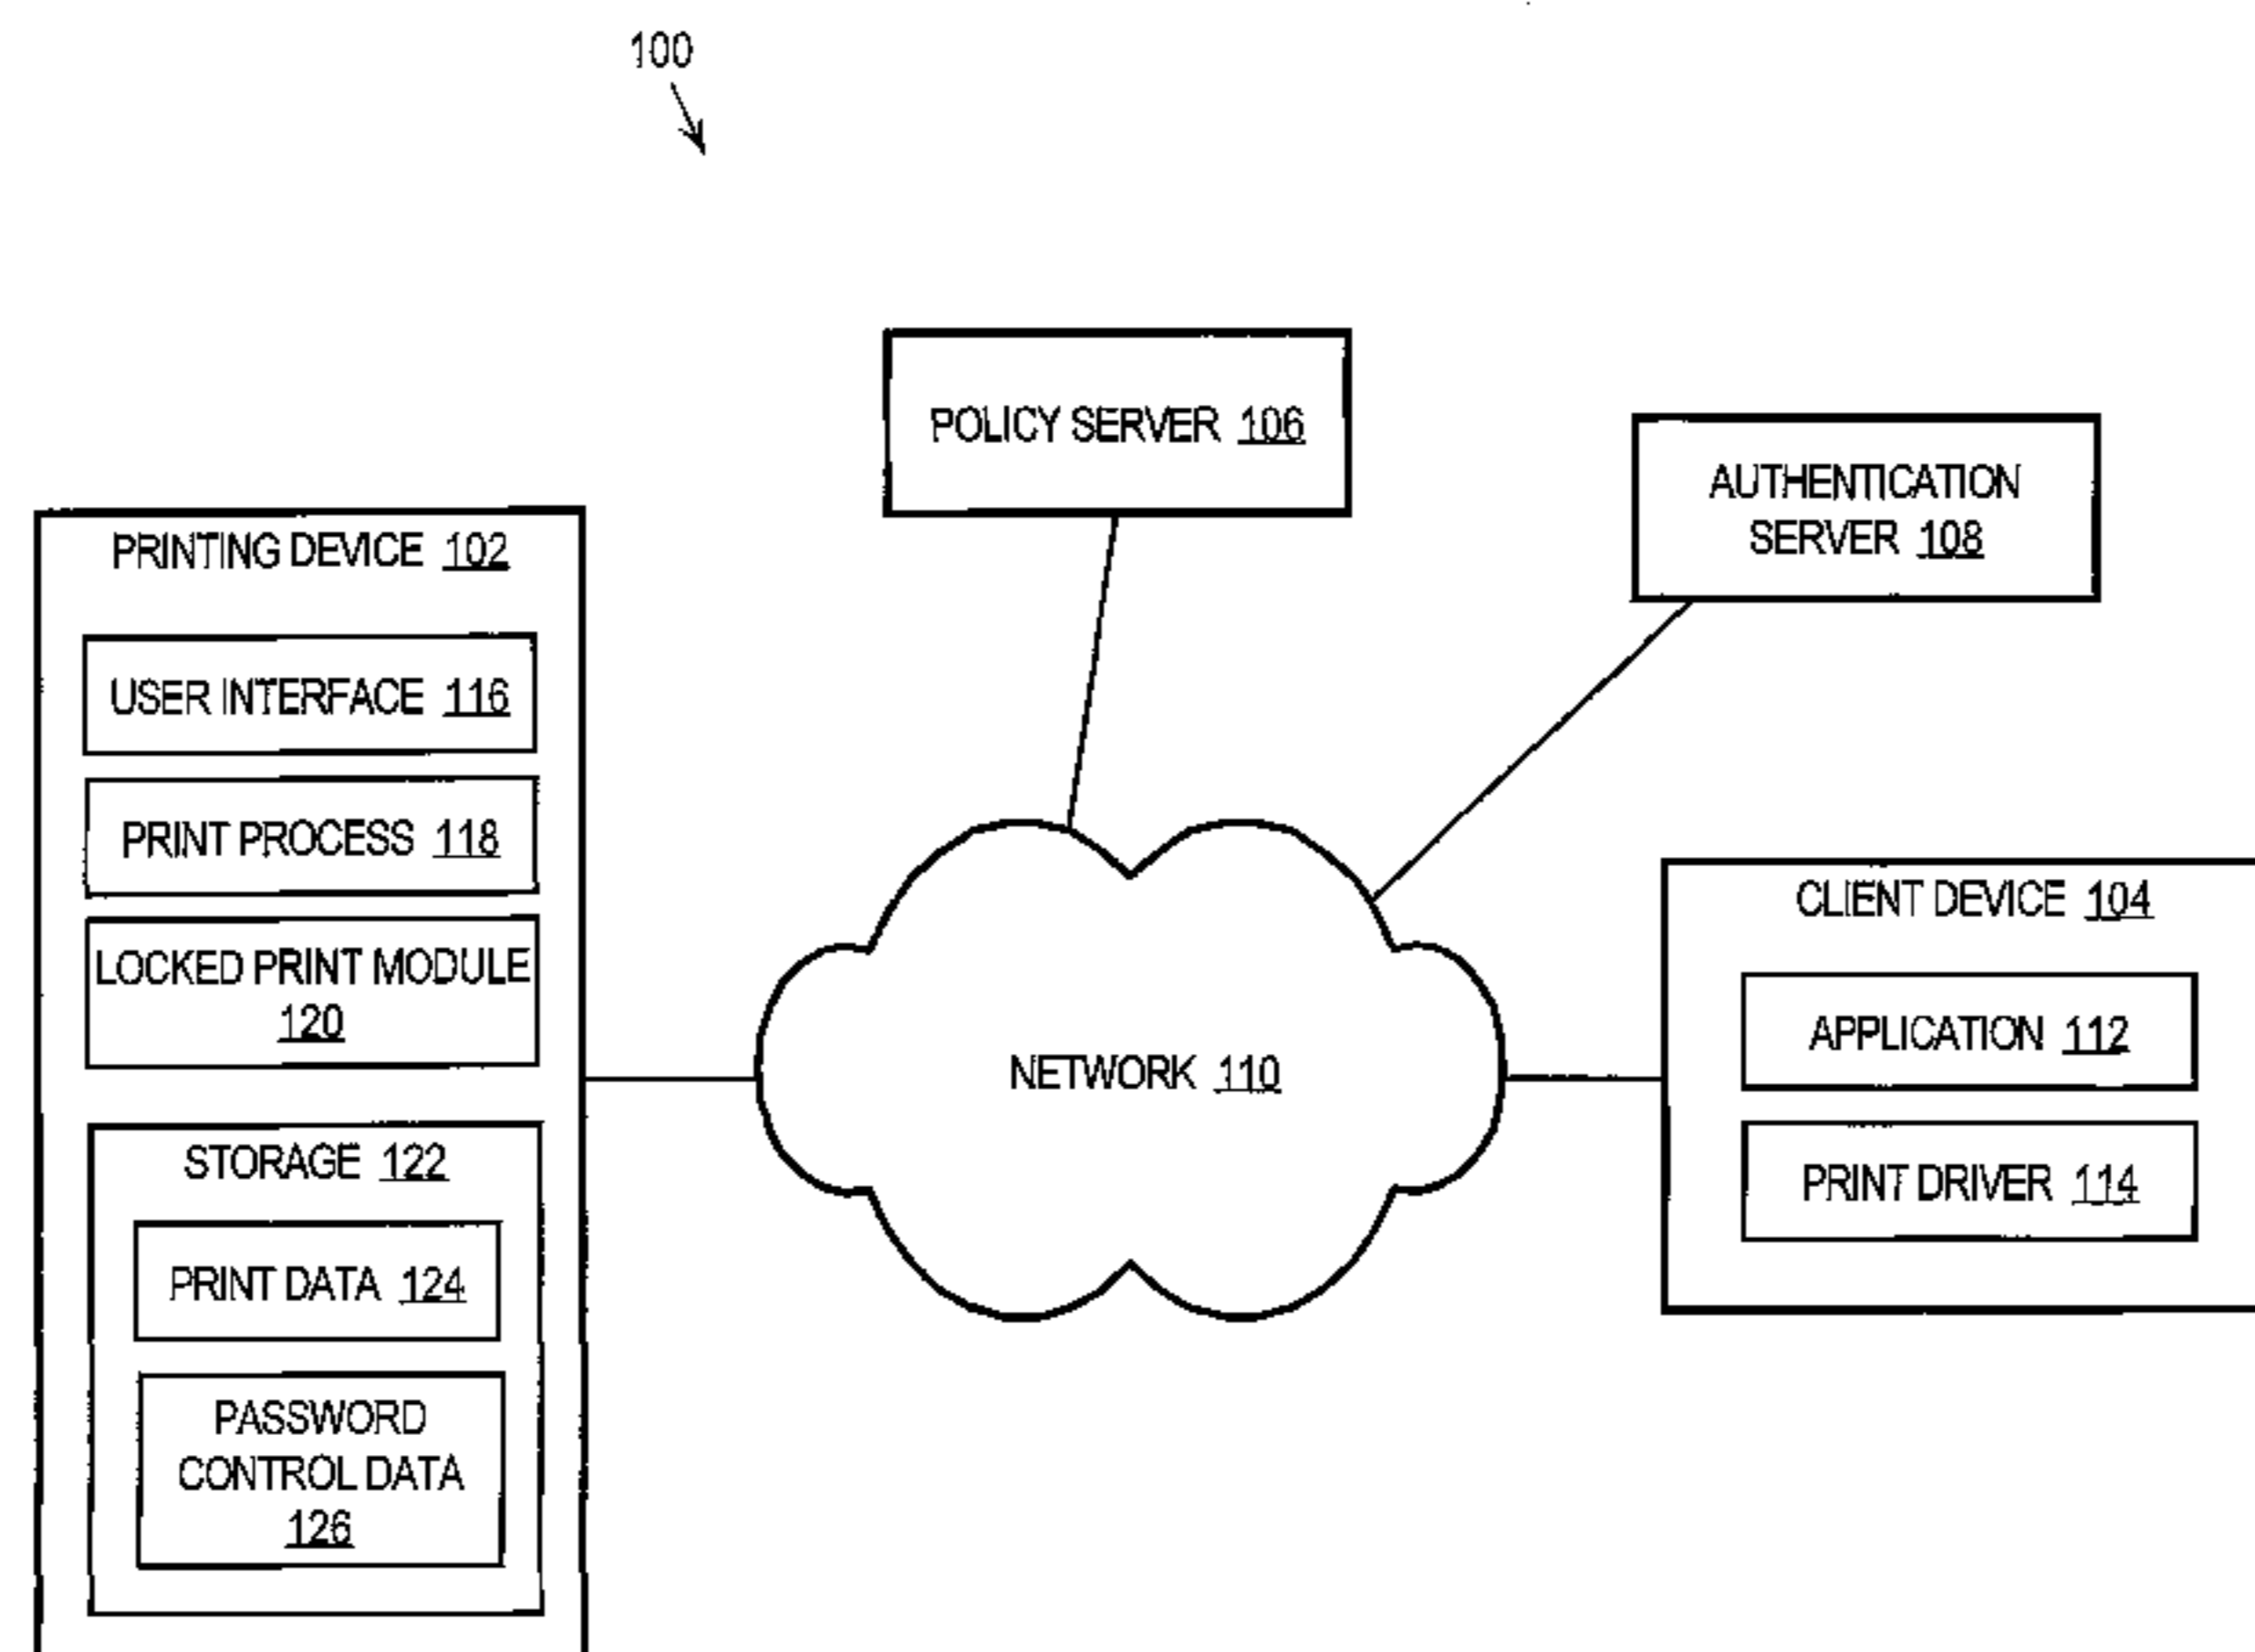 100
POLICY SERVER 106
AUTHENTICATION
SERVER 108
PRINTING DEVICE 102
USER INTERFACE 116
PRINT PROCESS 118
LOCKED PRINT MODULE
120
STORAGE 122
PRINT DATA 124
PASSWORD
CONTROL DATA
126
NETWORK 110
CLIENT DEVICE 104
APPLICATION 112
PRINT DRIVER 114